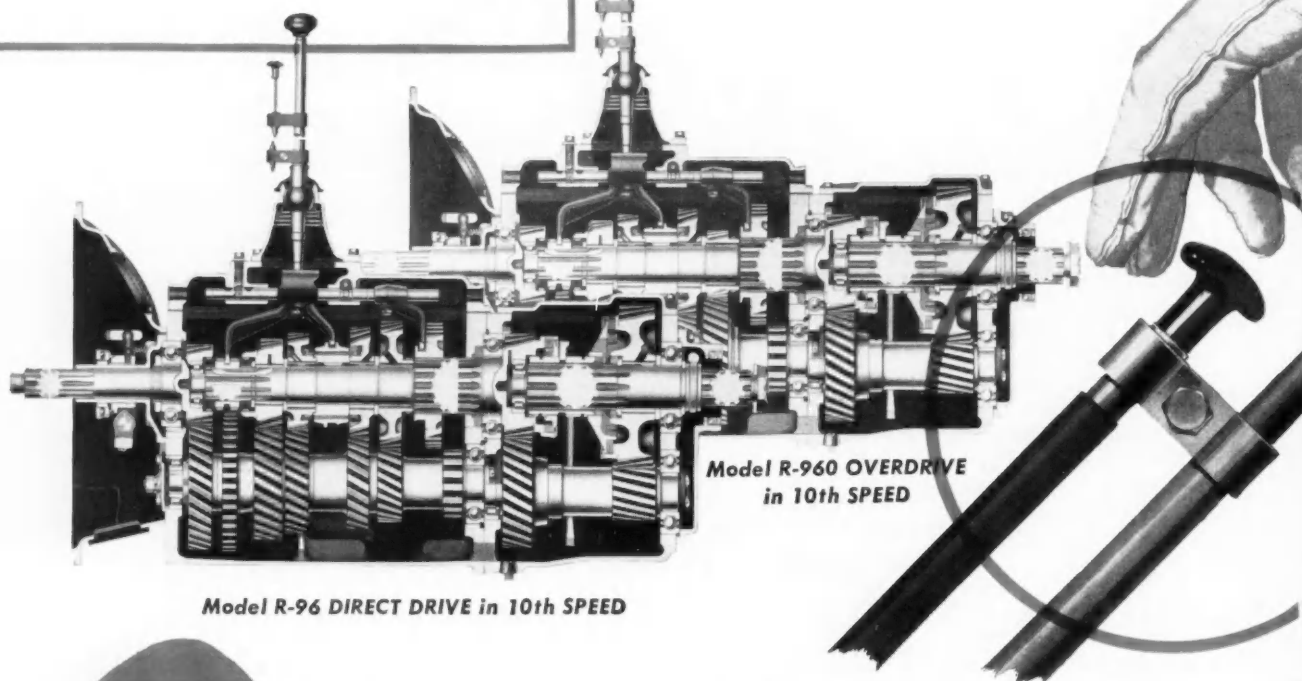 Model R-960 OVERDRIVE
in 10th SPEED
Model R-96 DIRECT DRIVE in 10th SPEED